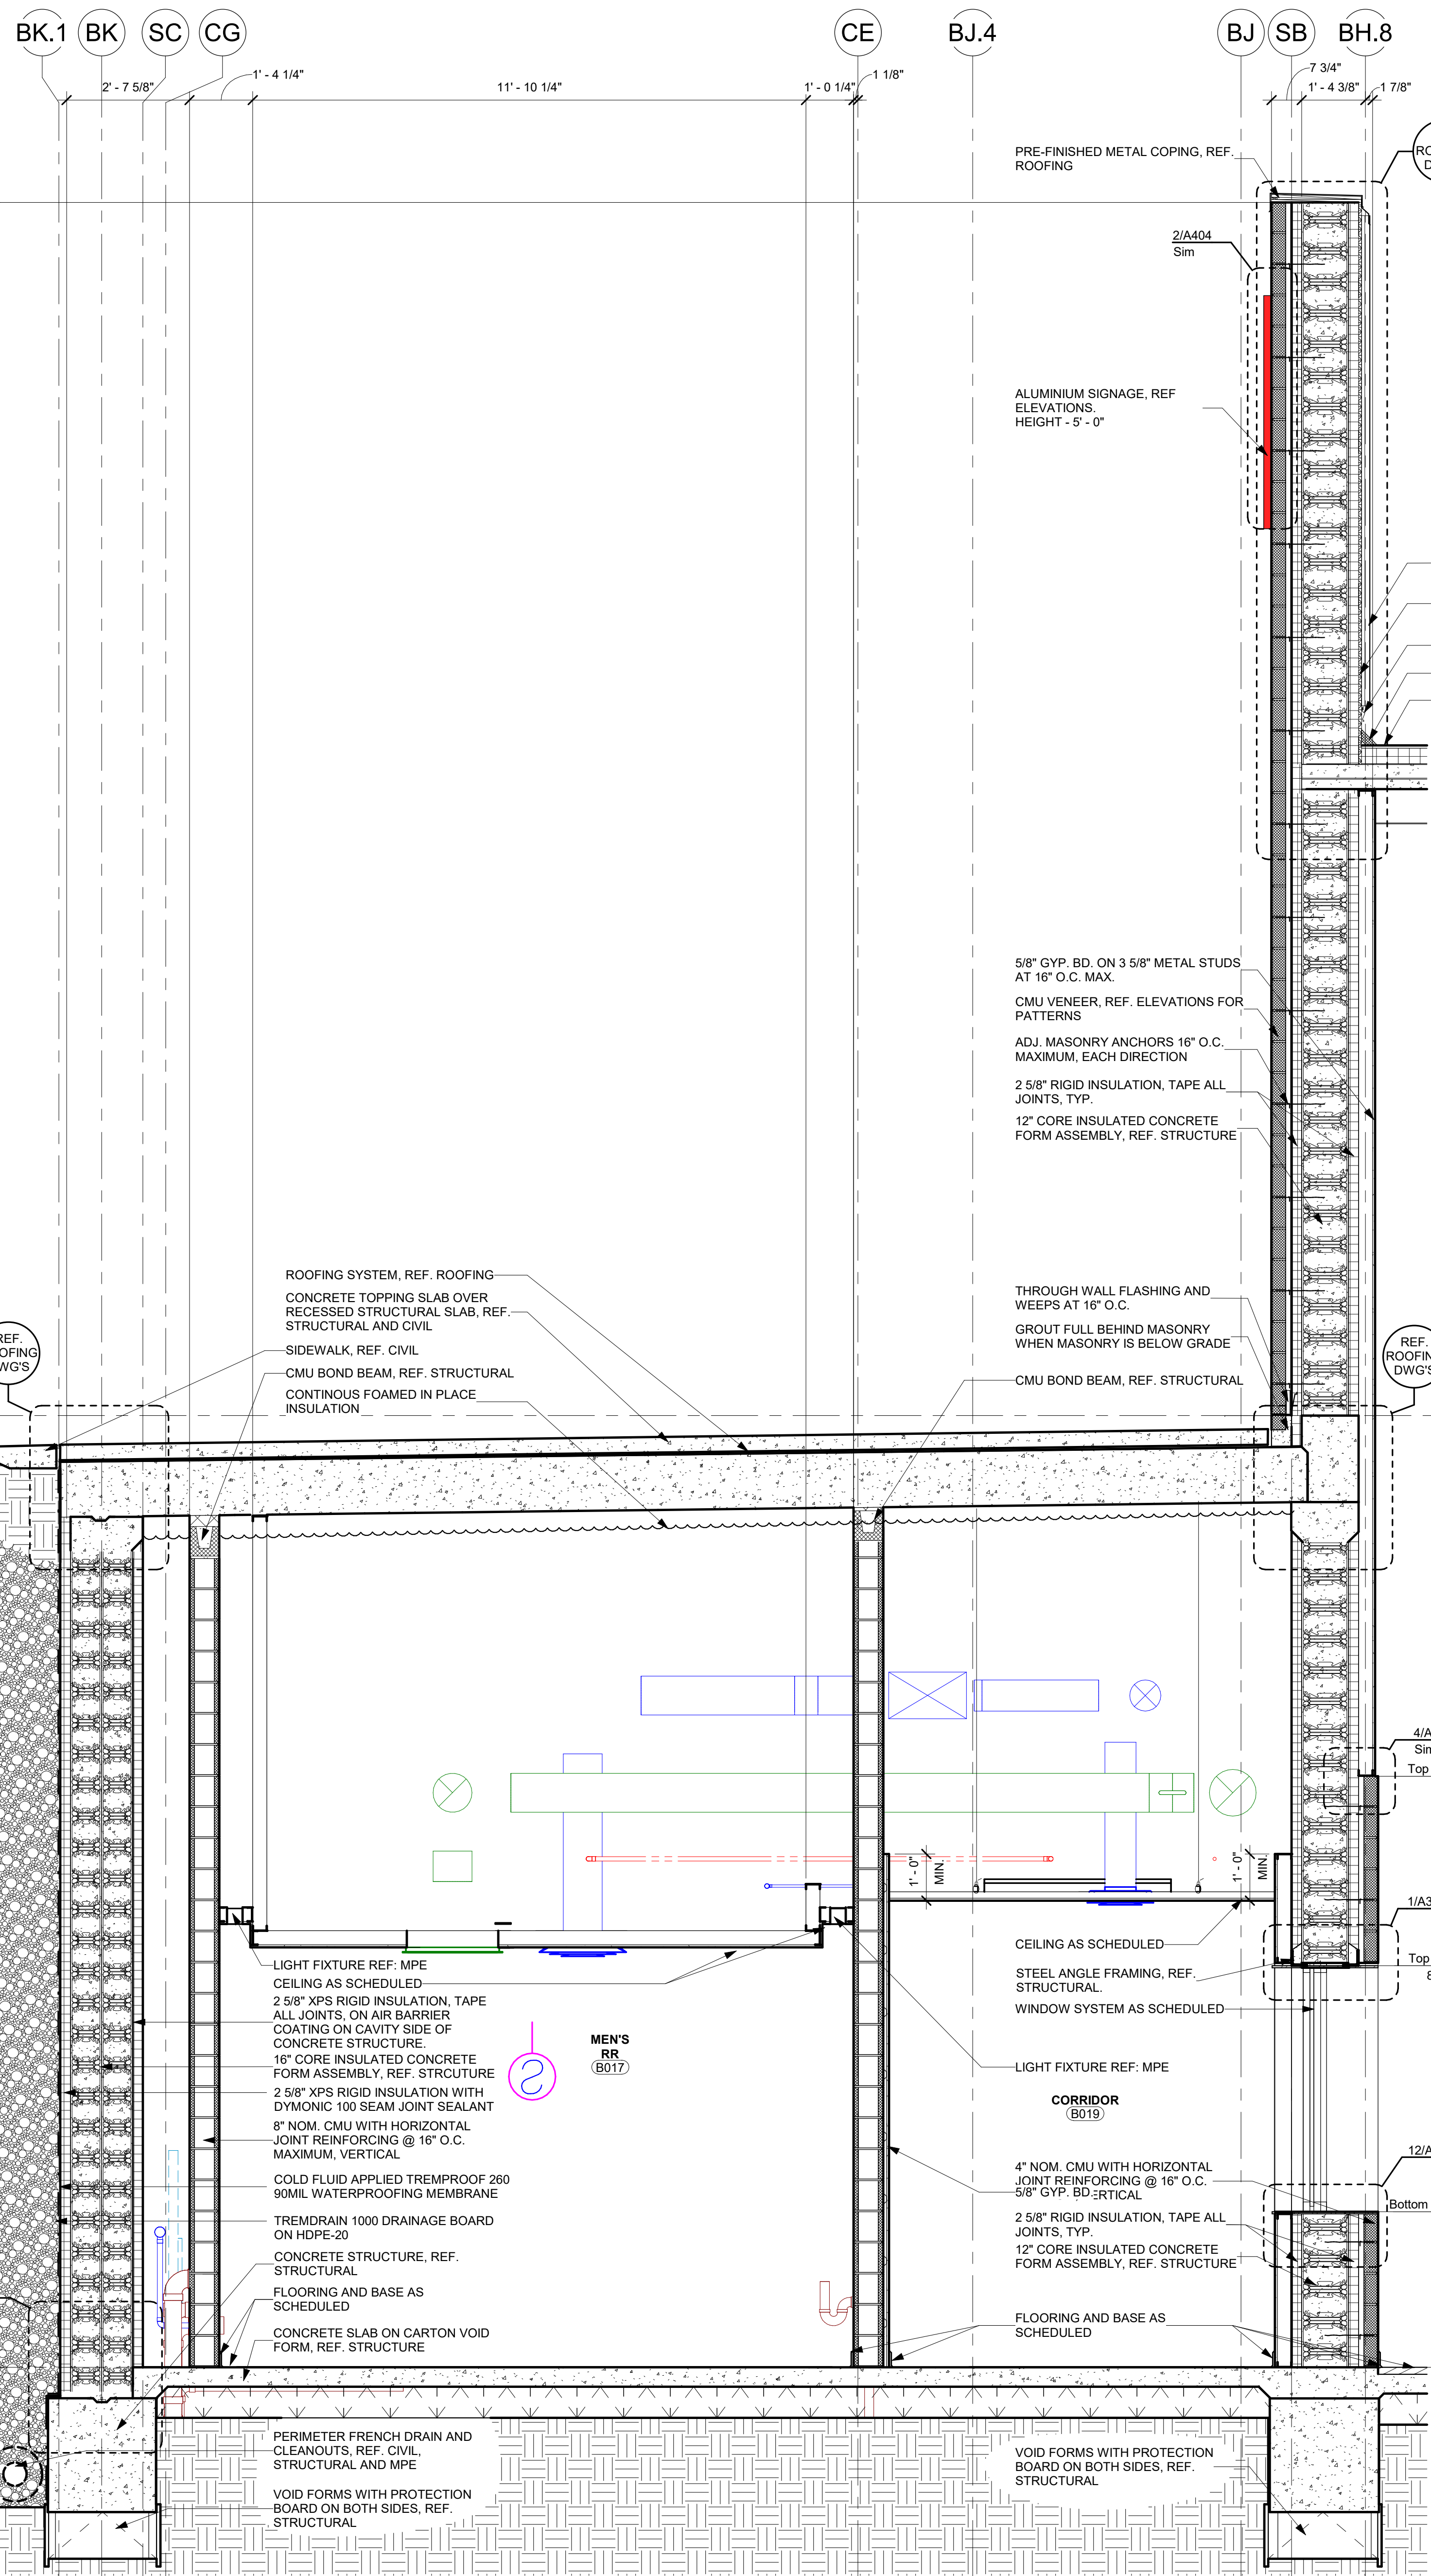 BK.1 BK SC CG CE BJ.4 BJ SB BH.8
2' - 7 5/8" 1' - 4 1/4" 11' - 10 1/4" 1' - 0 1/4" 1 1/8" 7 3/4" 1' - 4 3/8" 1 7/8"
PRE-FINISHED METAL COPING, REF.
ROOFING
2/A404
Sim
ALUMINIUM SIGNAGE, REF
ELEVATIONS.
HEIGHT - 5' - 0"
5/8" GYP. BD. ON 3 5/8" METAL STUDS
AT 16" O.C. MAX.
CMU VENEER, REF. ELEVATIONS FOR
PATTERNS
ADJ. MASONRY ANCHORS 16" O.C.
MAXIMUM, EACH DIRECTION
2 5/8" RIGID INSULATION, TAPE ALL
JOINTS, TYP.
12" CORE INSULATED CONCRETE
FORM ASSEMBLY, REF. STRUCTURE
ROOFING SYSTEM, REF. ROOFING
CONCRETE TOPPING SLAB OVER
RECESSED STRUCTURAL SLAB, REF.
STRUCTURAL AND CIVIL
SIDEWALK, REF. CIVIL
CMU BOND BEAM, REF. STRUCTURAL
CONTINOUS FOAMED IN PLACE
INSULATION
THROUGH WALL FLASHING AND
WEEPS AT 16" O.C.
GROUT FULL BEHIND MASONRY
WHEN MASONRY IS BELOW GRADE
CMU BOND BEAM, REF. STRUCTURAL
REF.
ROOFING
DWG'S
1' - 0"
MIN.
1' - 0"
MIN.
Top
Top
Bottom
LIGHT FIXTURE REF: MPE
CEILING AS SCHEDULED
2 5/8" XPS RIGID INSULATION, TAPE
ALL JOINTS, ON AIR BARRIER
COATING ON CAVITY SIDE OF
CONCRETE STRUCTURE.
16" CORE INSULATED CONCRETE
FORM ASSEMBLY, REF. STRCUTURE
2 5/8" XPS RIGID INSULATION WITH
DYMONIC 100 SEAM JOINT SEALANT
8" NOM. CMU WITH HORIZONTAL
JOINT REINFORCING @ 16" O.C.
MAXIMUM, VERTICAL
COLD FLUID APPLIED TREMPROOF 260
90MIL WATERPROOFING MEMBRANE
TREMDRAIN 1000 DRAINAGE BOARD
ON HDPE-20
CONCRETE STRUCTURE, REF.
STRUCTURAL
FLOORING AND BASE AS
SCHEDULED
CONCRETE SLAB ON CARTON VOID
FORM, REF. STRUCTURE
S
MEN'S
RR
B017
CEILING AS SCHEDULED
STEEL ANGLE FRAMING, REF.
STRUCTURAL.
WINDOW SYSTEM AS SCHEDULED
LIGHT FIXTURE REF: MPE
CORRIDOR
B019
4" NOM. CMU WITH HORIZONTAL
JOINT REINFORCING @ 16" O.C.
5/8" GYP. BD.
2 5/8" RIGID INSULATION, TAPE ALL
JOINTS, TYP.
12" CORE INSULATED CONCRETE
FORM ASSEMBLY, REF. STRUCTURE
FLOORING AND BASE AS
SCHEDULED
PERIMETER FRENCH DRAIN AND
CLEANOUTS, REF. CIVIL,
STRUCTURAL AND MPE
VOID FORMS WITH PROTECTION
BOARD ON BOTH SIDES, REF.
STRUCTURAL
VOID FORMS WITH PROTECTION
BOARD ON BOTH SIDES, REF.
STRUCTURAL